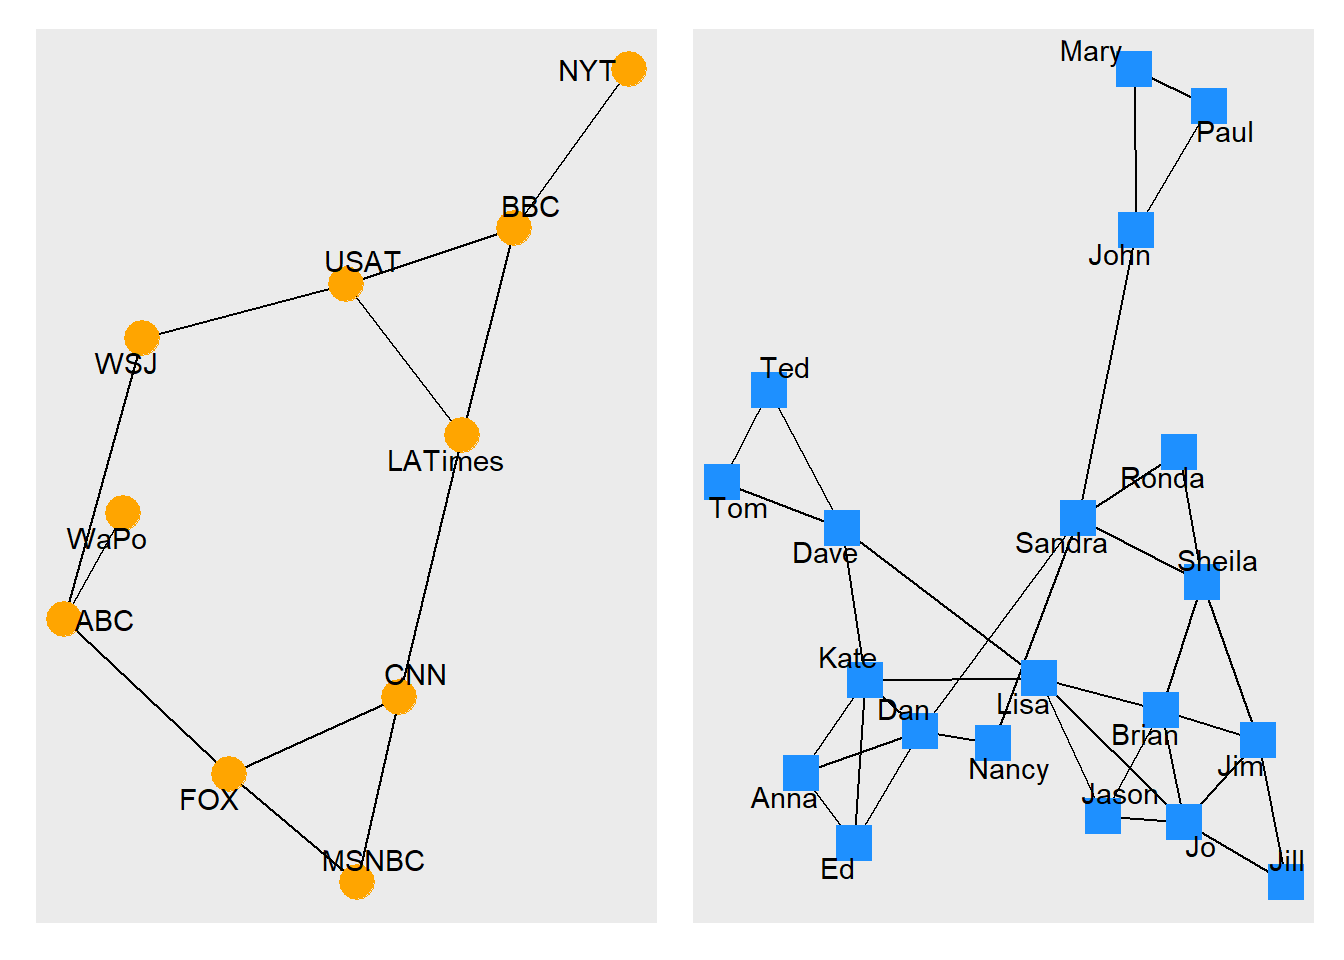 NYT
BBC
USAT
WSJ
LATimes
WaPo
ABC
CNN
FOX
MSNBC
Mary
Paul
John
Ted
Ronda
Tom
Sandra
Dave
Sheila
Kate
Lisa
Dan
Brian
Nancy
Jim
Anna
Jason
Jo
Jill
Ed